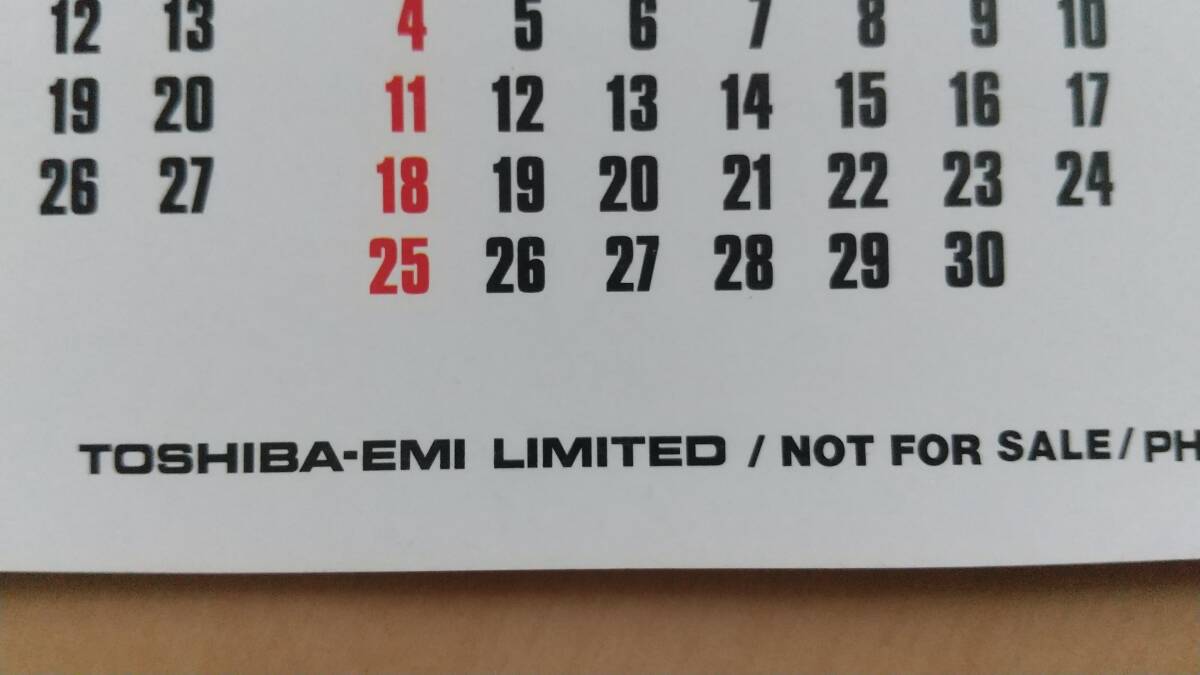 12 13 4 5 6 7 8 9 10
19 20 11 12 13 14 15 16 17
26 27 18 19 20 21 22 23 24
25 26 27 28 29 30
TOSHIBA-EMI LIMITED / NOT FOR SALE / PH